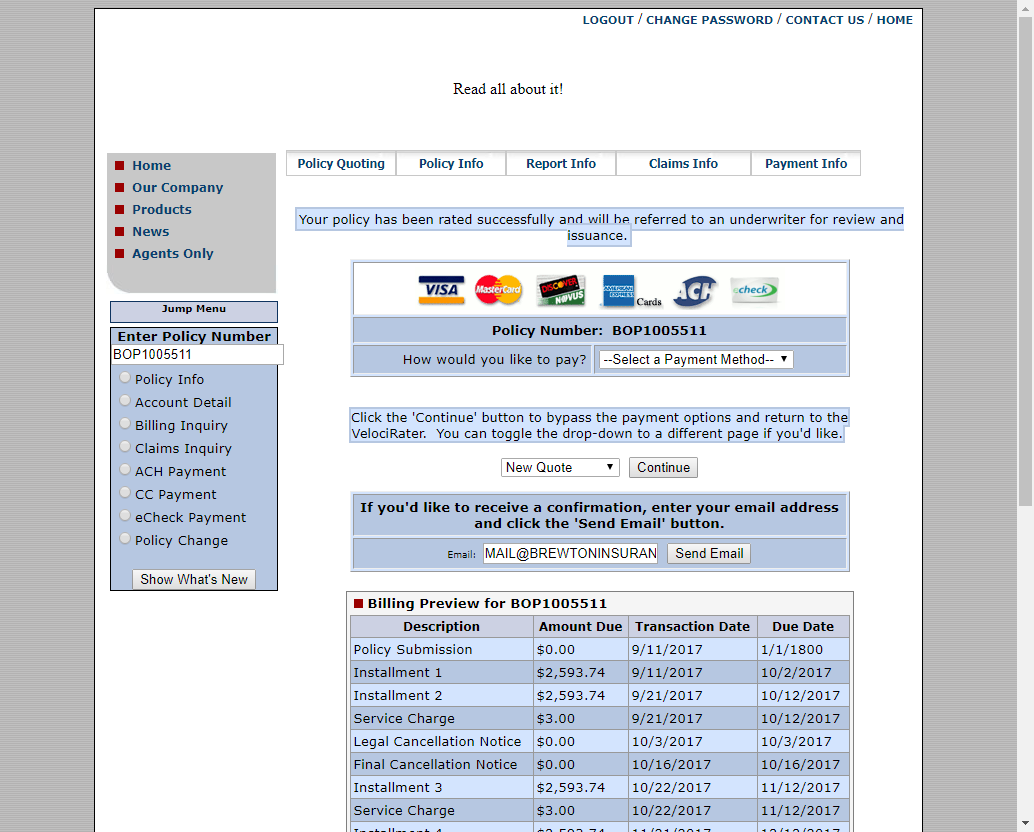 LOGOUT / CHANGE PASSWORD / CONTACT US / HOME
Read all about it!
Home
Our Company
Products
News
Agents Only
Policy Quoting Policy Info Report Info Claims Info Payment Info
Jump Menu
Enter Policy Number
BOP1005511
Policy Info
Account Detail
Billing Inquiry
Claims Inquiry
ACH Payment
CC Payment
eCheck Payment
Policy Change
Show What's New
Your policy has been rated successfully and will be referred to an underwriter for review and
issuance.
VISA MasterCard DISCOVER NOVUS AMERICAN EXPRESS Cards ACH echeck
Policy Number: BOP1005511
How would you like to pay? --Select a Payment Method--
Click the 'Continue' button to bypass the payment options and return to the
VelociRater. You can toggle the drop-down to a different page if you'd like.
New Quote Continue
If you'd like to receive a confirmation, enter your email address
and click the 'Send Email' button.
Email: MAIL@BREWTONINSURAN Send Email
Billing Preview for BOP1005511
Description Amount Due Transaction Date Due Date
Policy Submission $0.00 9/11/2017 1/1/1800
Installment 1 $2,593.74 9/11/2017 10/2/2017
Installment 2 $2,593.74 9/21/2017 10/12/2017
Service Charge $3.00 9/21/2017 10/12/2017
Legal Cancellation Notice $0.00 10/3/2017 10/3/2017
Final Cancellation Notice $0.00 10/16/2017 10/16/2017
Installment 3 $2,593.74 10/22/2017 11/12/2017
Service Charge $3.00 10/22/2017 11/12/2017